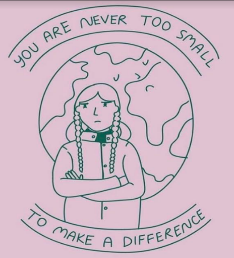 YOU ARE NEVER TOO SMALL
TO MAKE A DIFFERENCE